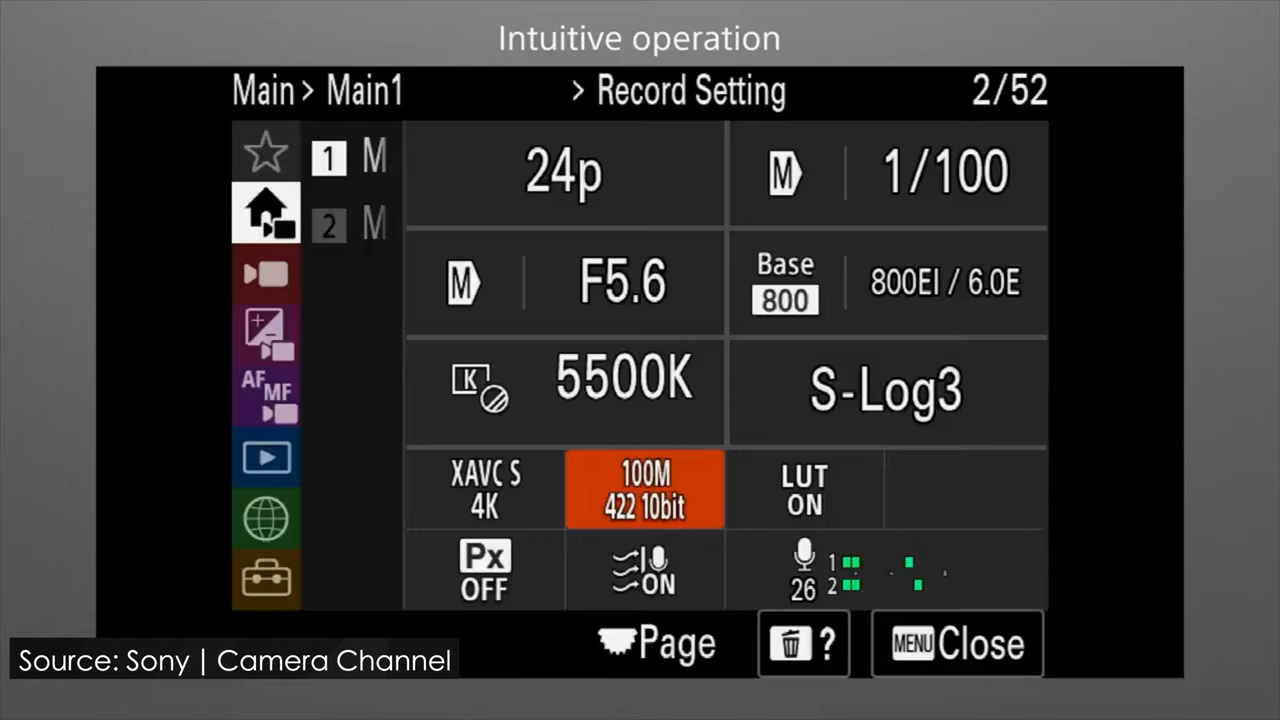 Intuitive operation
Main> Main1 > Record Setting 2/52
1 M
2 M
24p
M 1/100
M F5.6
Base 800 800EI / 6.0E
K 5500K
S-Log3
XAVC S 4K
100M 422 10bit
LUT ON
Px OFF
ON
26 1 2
AF MF
Page
? 
MENU Close
Source: Sony | Camera Channel